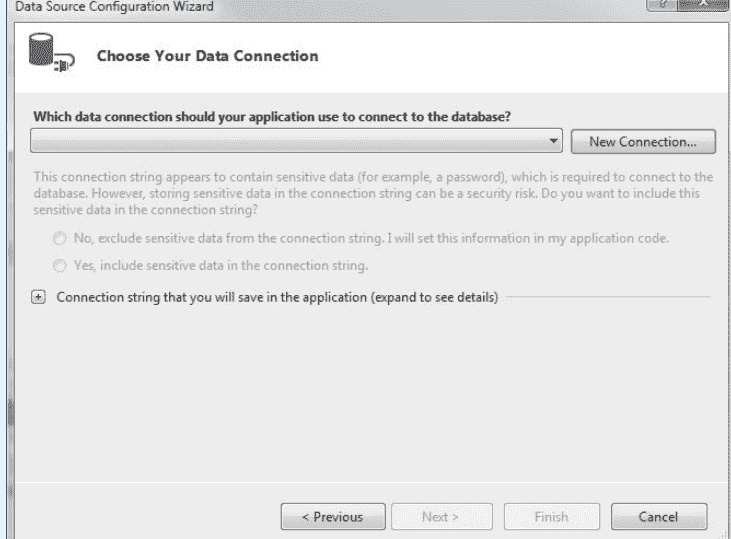 Data Source Configuration Wizard
Choose Your Data Connection
Which data connection should your application use to connect to the database?
New Connection...
This connection string appears to contain sensitive data (for example, a password), which is required to connect to the
database. However, storing sensitive data in the connection string can be a security risk. Do you want to include this
sensitive data in the connection string?
No, exclude sensitive data from the connection string. I will set this information in my application code.
Yes, include sensitive data in the connection string.
Connection string that you will save in the application (expand to see details)
< Previous
Next >
Finish
Cancel